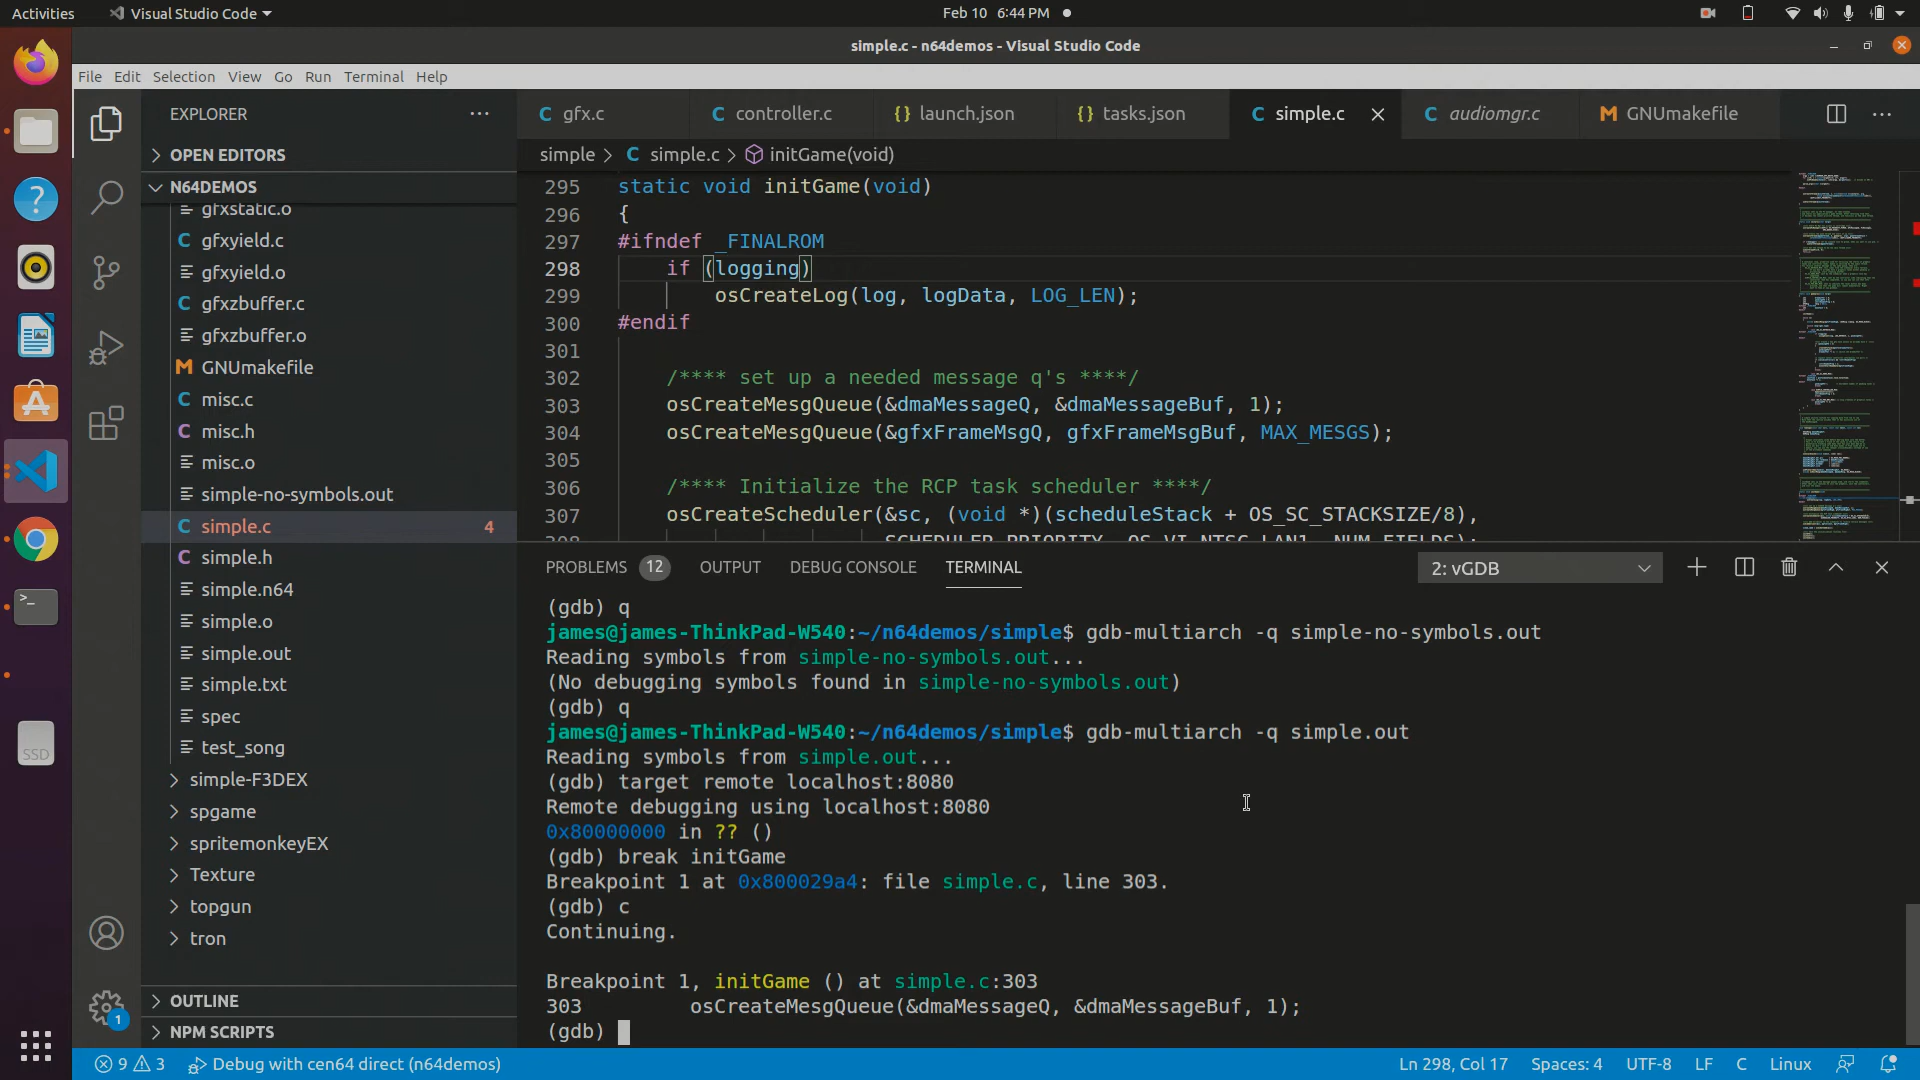 Activities
Visual Studio Code
Feb 10 6:44 PM
simple.c - n64demos - Visual Studio Code
File Edit Selection View Go Run Terminal Help
EXPLORER
gfx.c
controller.c
launch.json
tasks.json
simple.c
audiomgr.c
GNUmakefile
OPEN EDITORS
N64DEMOS
gfxstatic.o
gfxyield.c
gfxyield.o
gfxzbuffer.c
gfxzbuffer.o
GNUmakefile
misc.c
misc.h
misc.o
simple-no-symbols.out
simple.c 4
simple.h
simple.n64
simple.o
simple.out
simple.txt
spec
test_song
simple-F3DEX
spgame
spritemonkeyEX
Texture
topgun
tron
OUTLINE
NPM SCRIPTS
simple > C simple.c > initGame(void)
295 static void initGame(void)
296 {
297 #ifndef _FINALROM
298 if (logging)
299 osCreateLog(log, logData, LOG_LEN);
300 #endif
301
302 /**** set up a needed message q's ****/
303 osCreateMesgQueue(&dmaMessageQ, &dmaMessageBuf, 1);
304 osCreateMesgQueue(&gfxFrameMsgQ, gfxFrameMsgBuf, MAX_MESGS);
305
306 /**** Initialize the RCP task scheduler ****/
307 osCreateScheduler(&sc, (void *)(scheduleStack + OS_SC_STACKSIZE/8),
308 SCHEDULER_PRIORITY, OS_VI_NTSC_LAN1, NUM_FIELDS);
PROBLEMS 12 OUTPUT DEBUG CONSOLE TERMINAL
2: vGDB
(gdb) q
james@james-ThinkPad-W540:~/n64demos/simple$ gdb-multiarch -q simple-no-symbols.out
Reading symbols from simple-no-symbols.out...
(No debugging symbols found in simple-no-symbols.out)
(gdb) q
james@james-ThinkPad-W540:~/n64demos/simple$ gdb-multiarch -q simple.out
Reading symbols from simple.out...
(gdb) target remote localhost:8080
Remote debugging using localhost:8080
0x80000000 in ?? ()
(gdb) break initGame
Breakpoint 1 at 0x800029a4: file simple.c, line 303.
(gdb) c
Continuing.
Breakpoint 1, initGame () at simple.c:303
303 osCreateMesgQueue(&dmaMessageQ, &dmaMessageBuf, 1);
(gdb)
SSD
1
9 3 Debug with cen64 direct (n64demos)
Ln 298, Col 17 Spaces: 4 UTF-8 LF C Linux